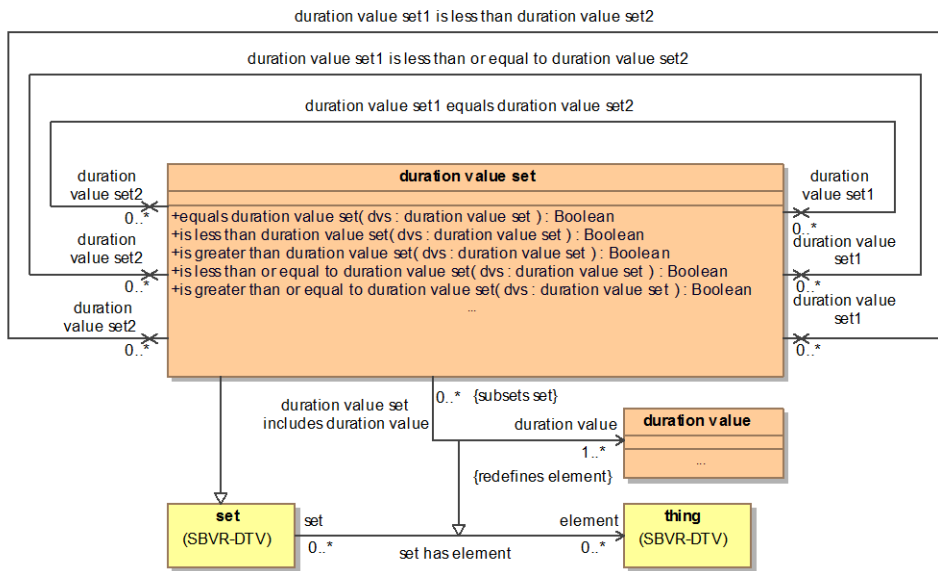 duration value set1 is less than duration value set2
duration value set1 is less than or equal to duration value set2
duration value set1 equals duration value set2
duration
value set2
0..*
duration
value set2
0..*
duration
value set2
0..*
duration value set
+equals duration value set( dvs : duration value set ) : Boolean
+is less than duration value set( dvs : duration value set ) : Boolean
+is greater than duration value set( dvs : duration value set ) : Boolean
+is less than or equal to duration value set( dvs : duration value set ) : Boolean
+is greater than or equal to duration value set( dvs : duration value set ) : Boolean
...
duration
value set1
0..*
duration value
set1
0..*
duration value
set1
0..*
duration value set
includes duration value
0..*
{subsets set}
duration value
1..*
{redefines element}
duration value
...
set
(SBVR-DTV)
set
0..*
set has element
element
0..*
thing
(SBVR-DTV)